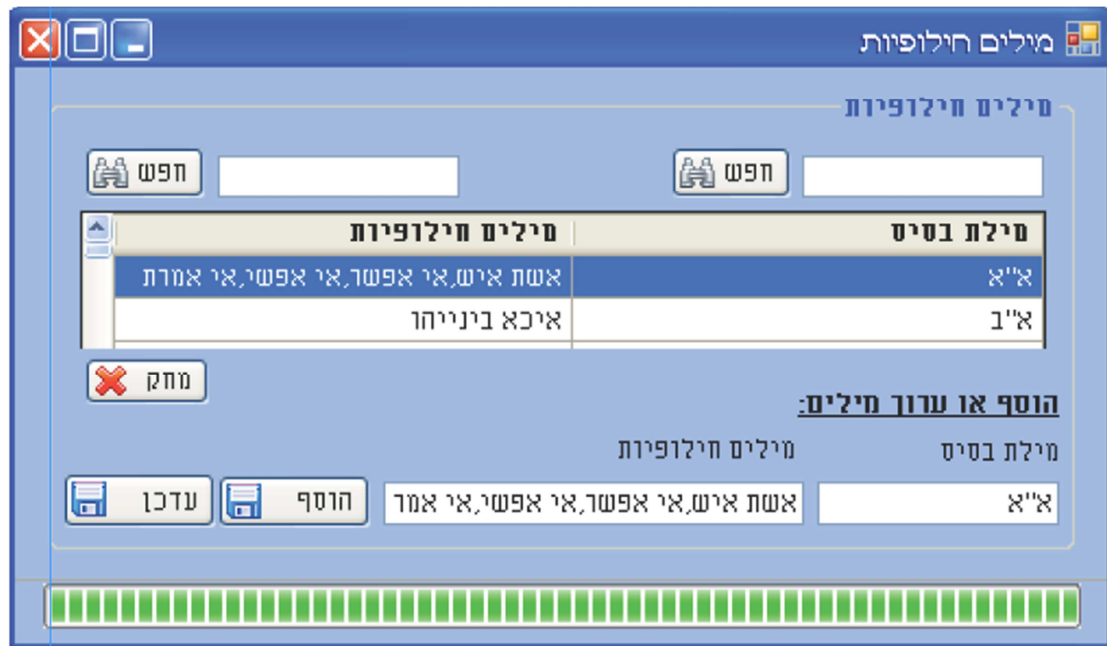 מילים חילופיות
מילים חילופיות
חפש חפש
מילת בסיס מילים חילופיות
א"א אשת איש,אי אפשר,אי אפשי,אי אמרת
א"ב איכא בינייהו
מחק
הוסף או ערוך מילים:
מילת בסיס מילים חילופיות
א"א אשת איש,אי אפשר,אי אפשי,אי אמר הוסף עדכן